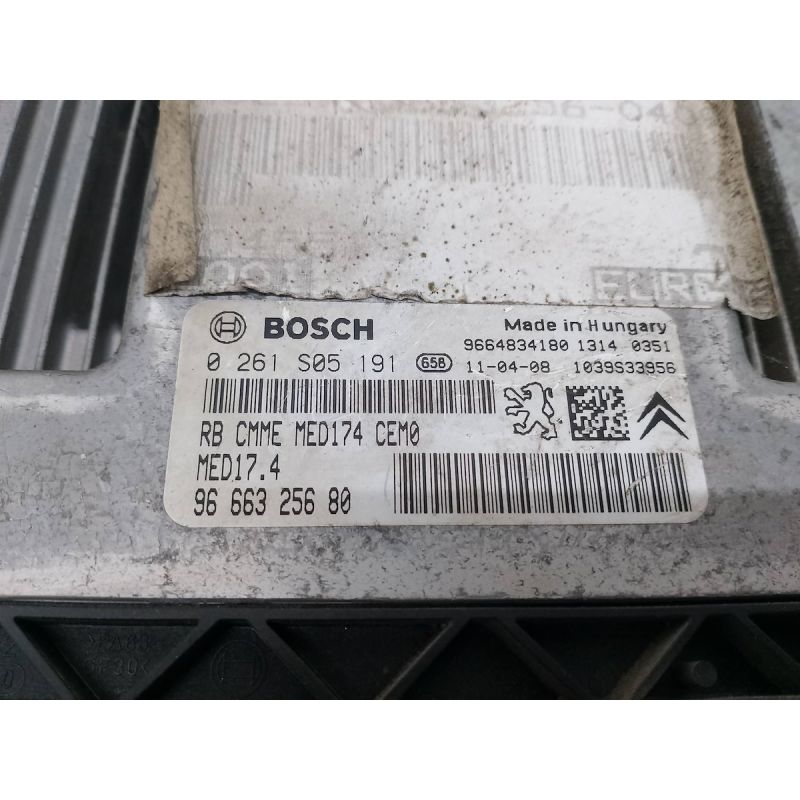 BOSCH
Made in Hungary
9664834180 1314 0351
0 261 S05 191 658 11-04-08 1039S33956
RB CMME MED174 CEM0
MED17.4
96 663 256 80